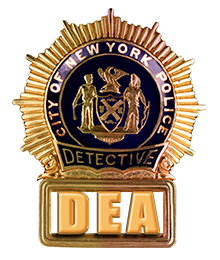 CITY OF NEW YORK POLICE
DETECTIVE
DEA